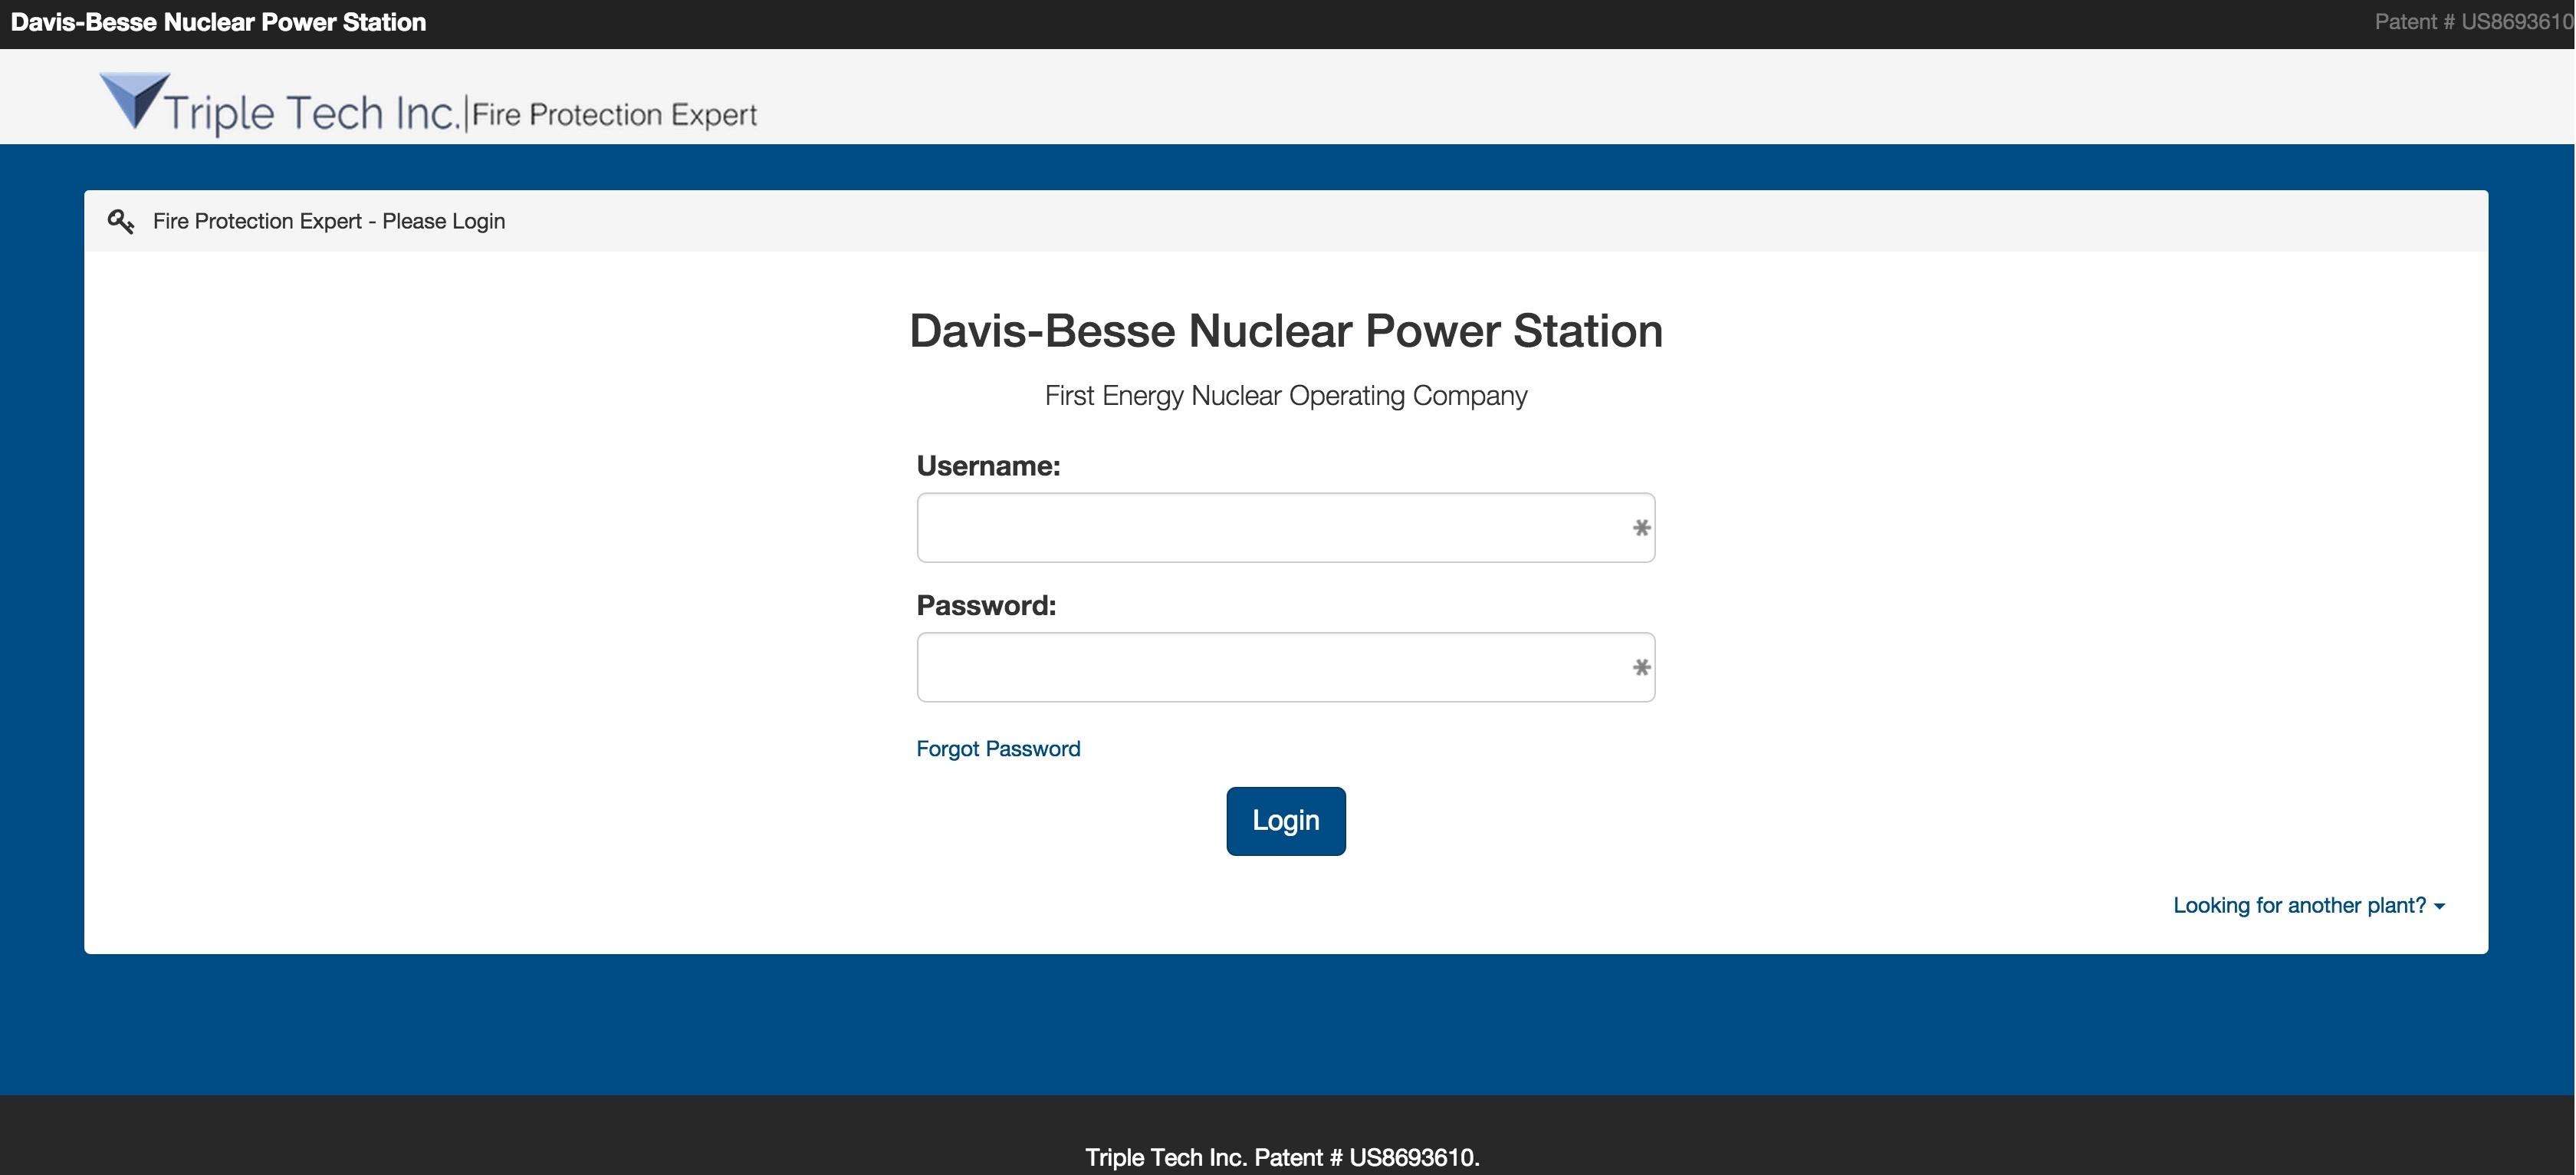 Davis-Besse Nuclear Power Station
Patent # US8693610
Triple Tech Inc.|Fire Protection Expert
Fire Protection Expert - Please Login
Davis-Besse Nuclear Power Station
First Energy Nuclear Operating Company
Username:
*
Password:
*
Forgot Password
Login
Looking for another plant?
Triple Tech Inc. Patent # US8693610.